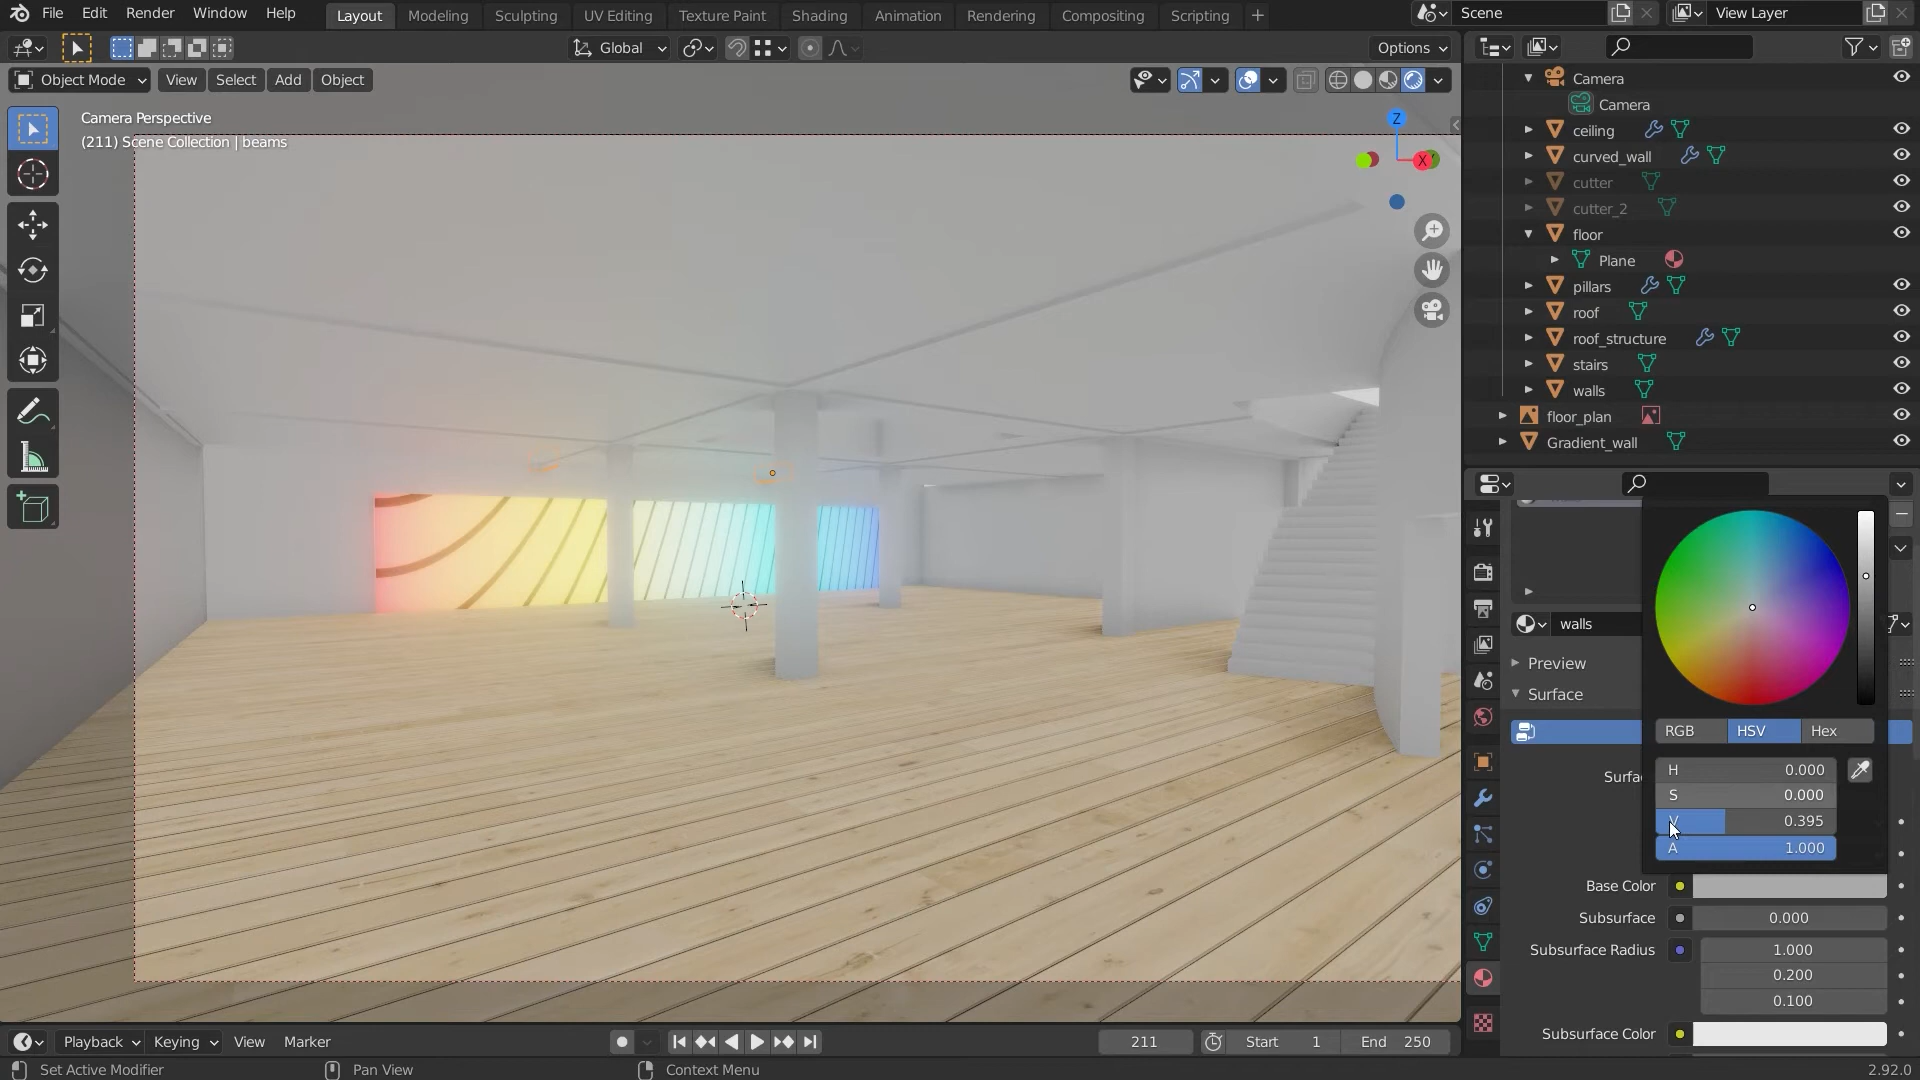 File Edit Render Window Help
Layout Modeling Sculpting UV Editing Texture Paint Shading Animation Rendering Compositing Scripting
Scene
View Layer
Global
Options
Object Mode View Select Add Object
Camera Perspective
(211) Scene Collection | beams
Z
X
Camera
Camera
ceiling
curved_wall
cutter
cutter_2
floor
Plane
pillars
roof
roof_structure
stairs
walls
floor_plan
Gradient_wall
walls
Preview
Surface
RGB HSV Hex
H 0.000
S 0.000
V 0.395
A 1.000
Base Color
Subsurface 0.000
Subsurface Radius 1.000
0.200
0.100
Subsurface Color
Playback Keying View Marker
211
Start 1
End 250
Set Active Modifier
Pan View
Context Menu
2.92.0